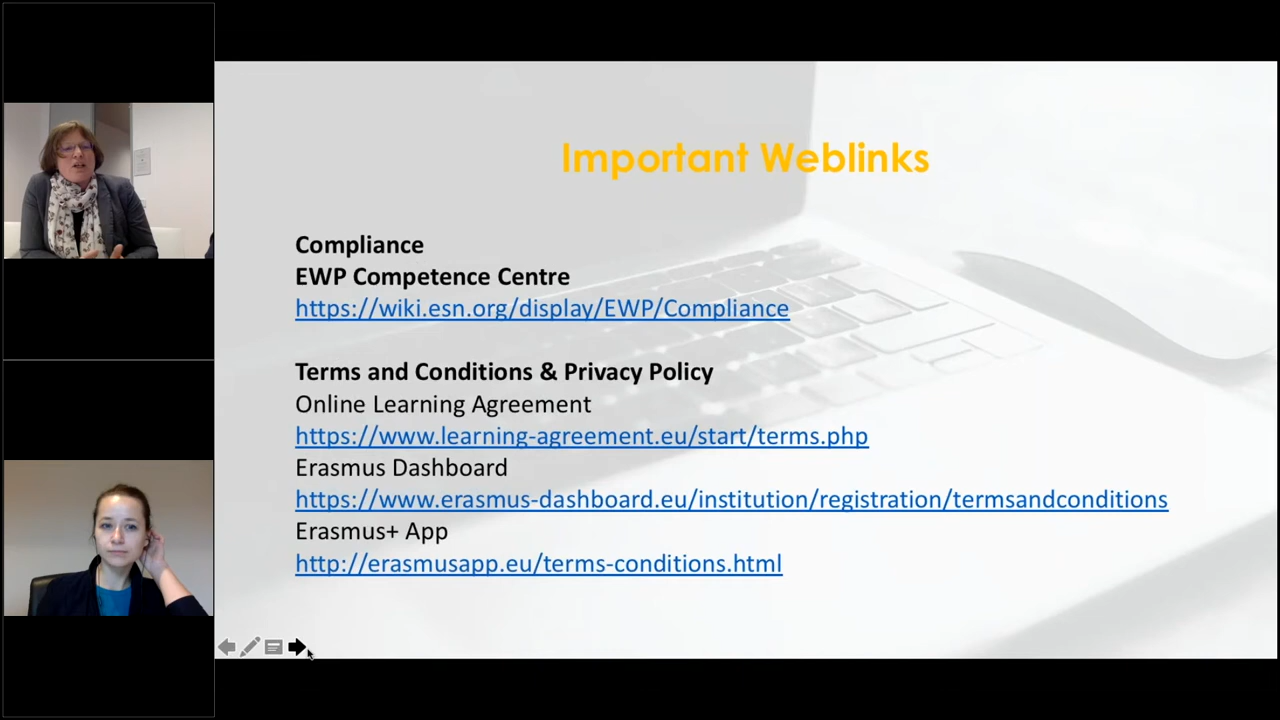 Important Weblinks
Compliance
EWP Competence Centre
https://wiki.esn.org/display/EWP/Compliance
Terms and Conditions & Privacy Policy
Online Learning Agreement
https://www.learning-agreement.eu/start/terms.php
Erasmus Dashboard
https://www.erasmus-dashboard.eu/institution/registration/termsandconditions
Erasmus+ App
http://erasmusapp.eu/terms-conditions.html